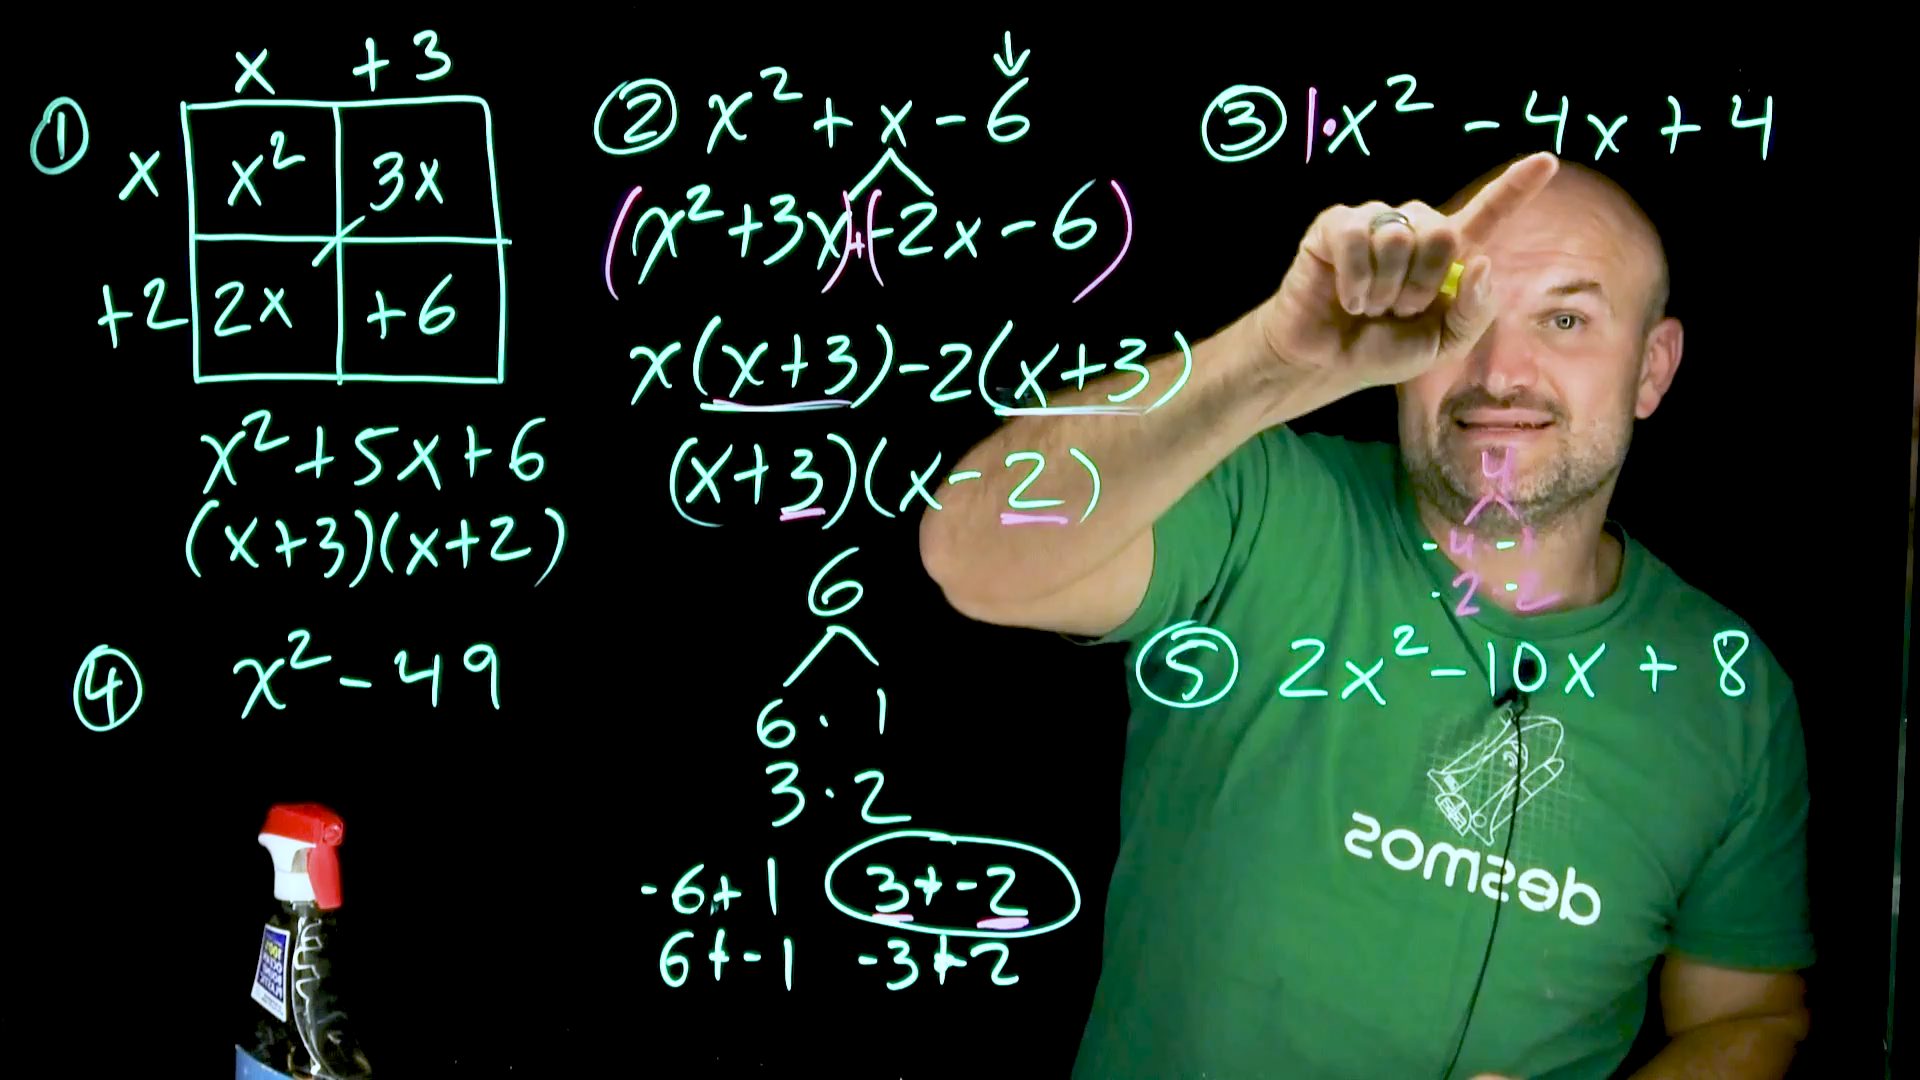 ① x +3
x x² 3x
+2 2x +6
x² + 5x + 6
(x+3)(x+2)
② x² + x - 6
(x² + 3x) + (-2x - 6)
x(x+3) - 2(x+3)
(x+3)(x-2)
6
6 · 1
3 · 2
-6 + 1 3 + -2
6 + -1 -3 + 2
③ 1·x² - 4x + 4
4
-4 · -1
-2 · -2
④ x² - 49
⑤ 2x² - 10x + 8
desmos